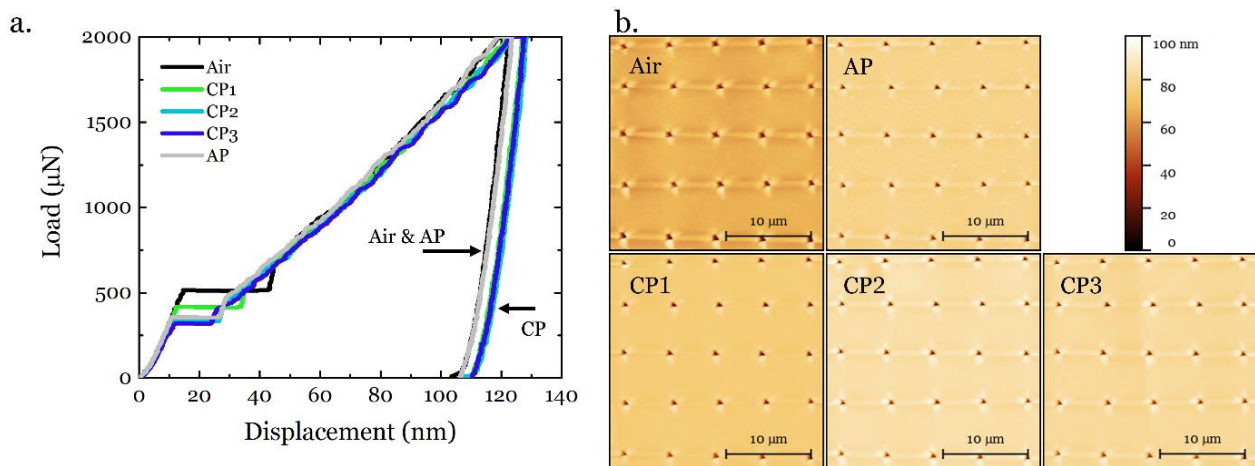 a.
2000
1500
1000
500
0
Load (µN)
Air
CP1
CP2
CP3
AP
Air & AP
CP
0 20 40 60 80 100 120 140
Displacement (nm)
b.
Air
10 µm
AP
10 µm
100 nm
80
60
40
20
0
CP1
10 µm
CP2
10 µm
CP3
10 µm